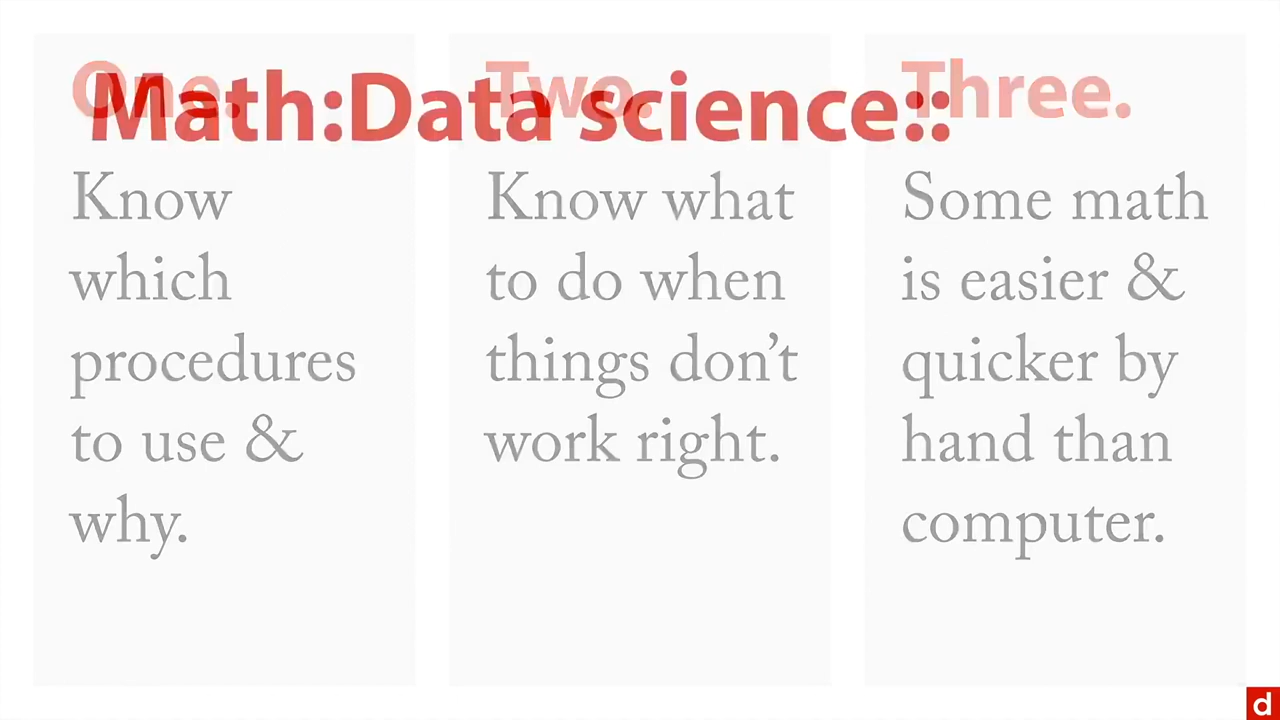 Math:Data science::
One.
Know
which
procedures
to use &
why.
Two.
Know what
to do when
things don’t
work right.
Three.
Some math
is easier &
quicker by
hand than
computer.
d